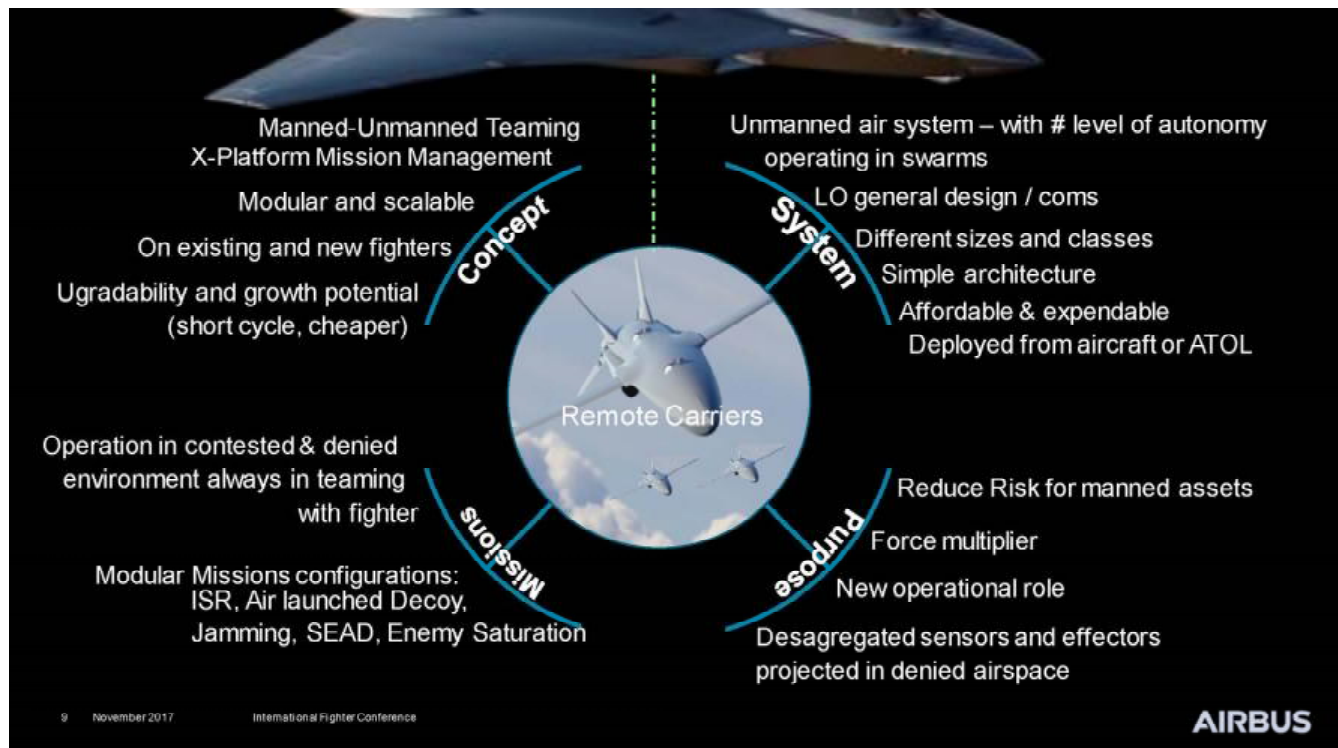 Manned-Unmanned Teaming
X-Platform Mission Management
Modular and scalable
On existing and new fighters
Ugradability and growth potential
(short cycle, cheaper)
Concept
Unmanned air system – with # level of autonomy
operating in swarms
LO general design / coms
Different sizes and classes
Simple architecture
Affordable & expendable
Deployed from aircraft or ATOL
System
Remote Carriers
Operation in contested & denied
environment always in teaming
with fighter
Modular Missions configurations:
ISR, Air launched Decoy,
Jamming, SEAD, Enemy Saturation
Missions
Reduce Risk for manned assets
Force multiplier
New operational role
Desagregated sensors and effectors
projected in denied airspace
Purpose
9 November 2017 International Fighter Conference
AIRBUS